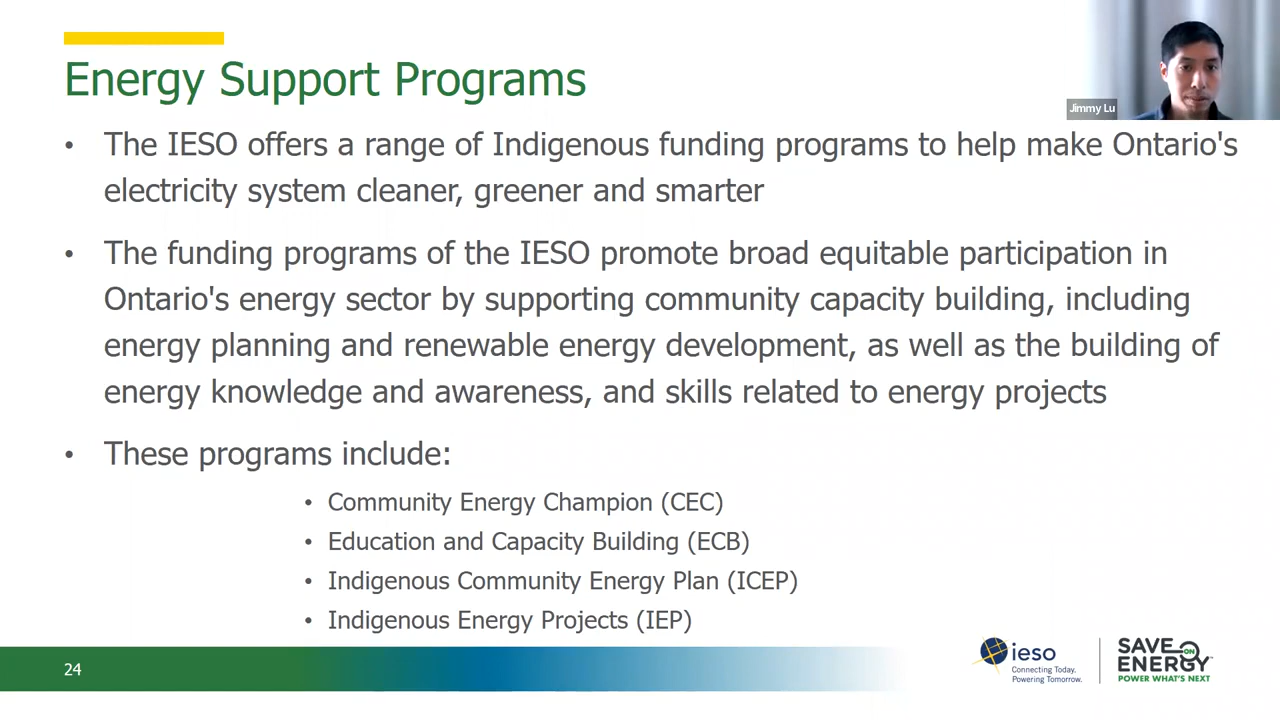 Energy Support Programs
Jimmy Lu
• The IESO offers a range of Indigenous funding programs to help make Ontario's
electricity system cleaner, greener and smarter
• The funding programs of the IESO promote broad equitable participation in
Ontario's energy sector by supporting community capacity building, including
energy planning and renewable energy development, as well as the building of
energy knowledge and awareness, and skills related to energy projects
• These programs include:
• Community Energy Champion (CEC)
• Education and Capacity Building (ECB)
• Indigenous Community Energy Plan (ICEP)
• Indigenous Energy Projects (IEP)
24
ieso
Connecting Today.
Powering Tomorrow.
SAVE
ON
ENERGY™
POWER WHAT'S NEXT